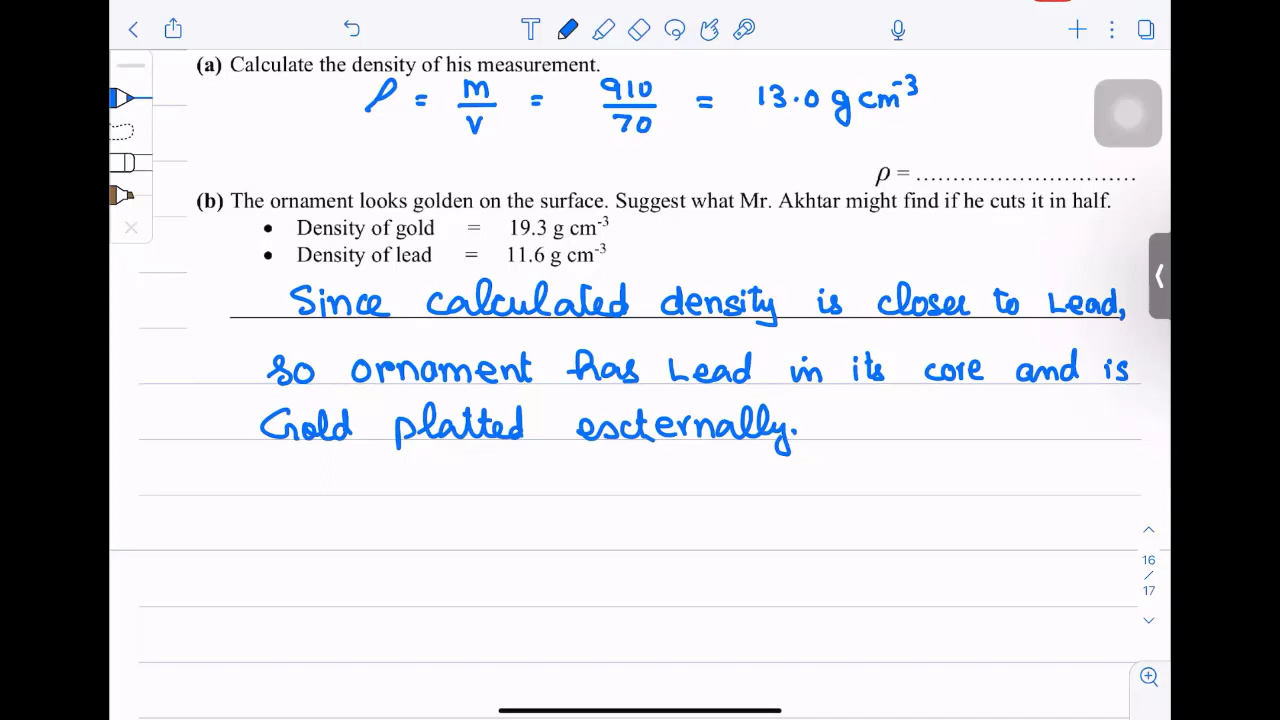 (a) Calculate the density of his measurement.
ρ = m/v = 910/70 = 13.0 g cm⁻³
ρ = ............................
(b) The ornament looks golden on the surface. Suggest what Mr. Akhtar might find if he cuts it in half.
• Density of gold = 19.3 g cm⁻³
• Density of lead = 11.6 g cm⁻³
Since calculated density is closer to Lead,
so ornament has Lead in its core and is
Gold platted externally.
16
/
17